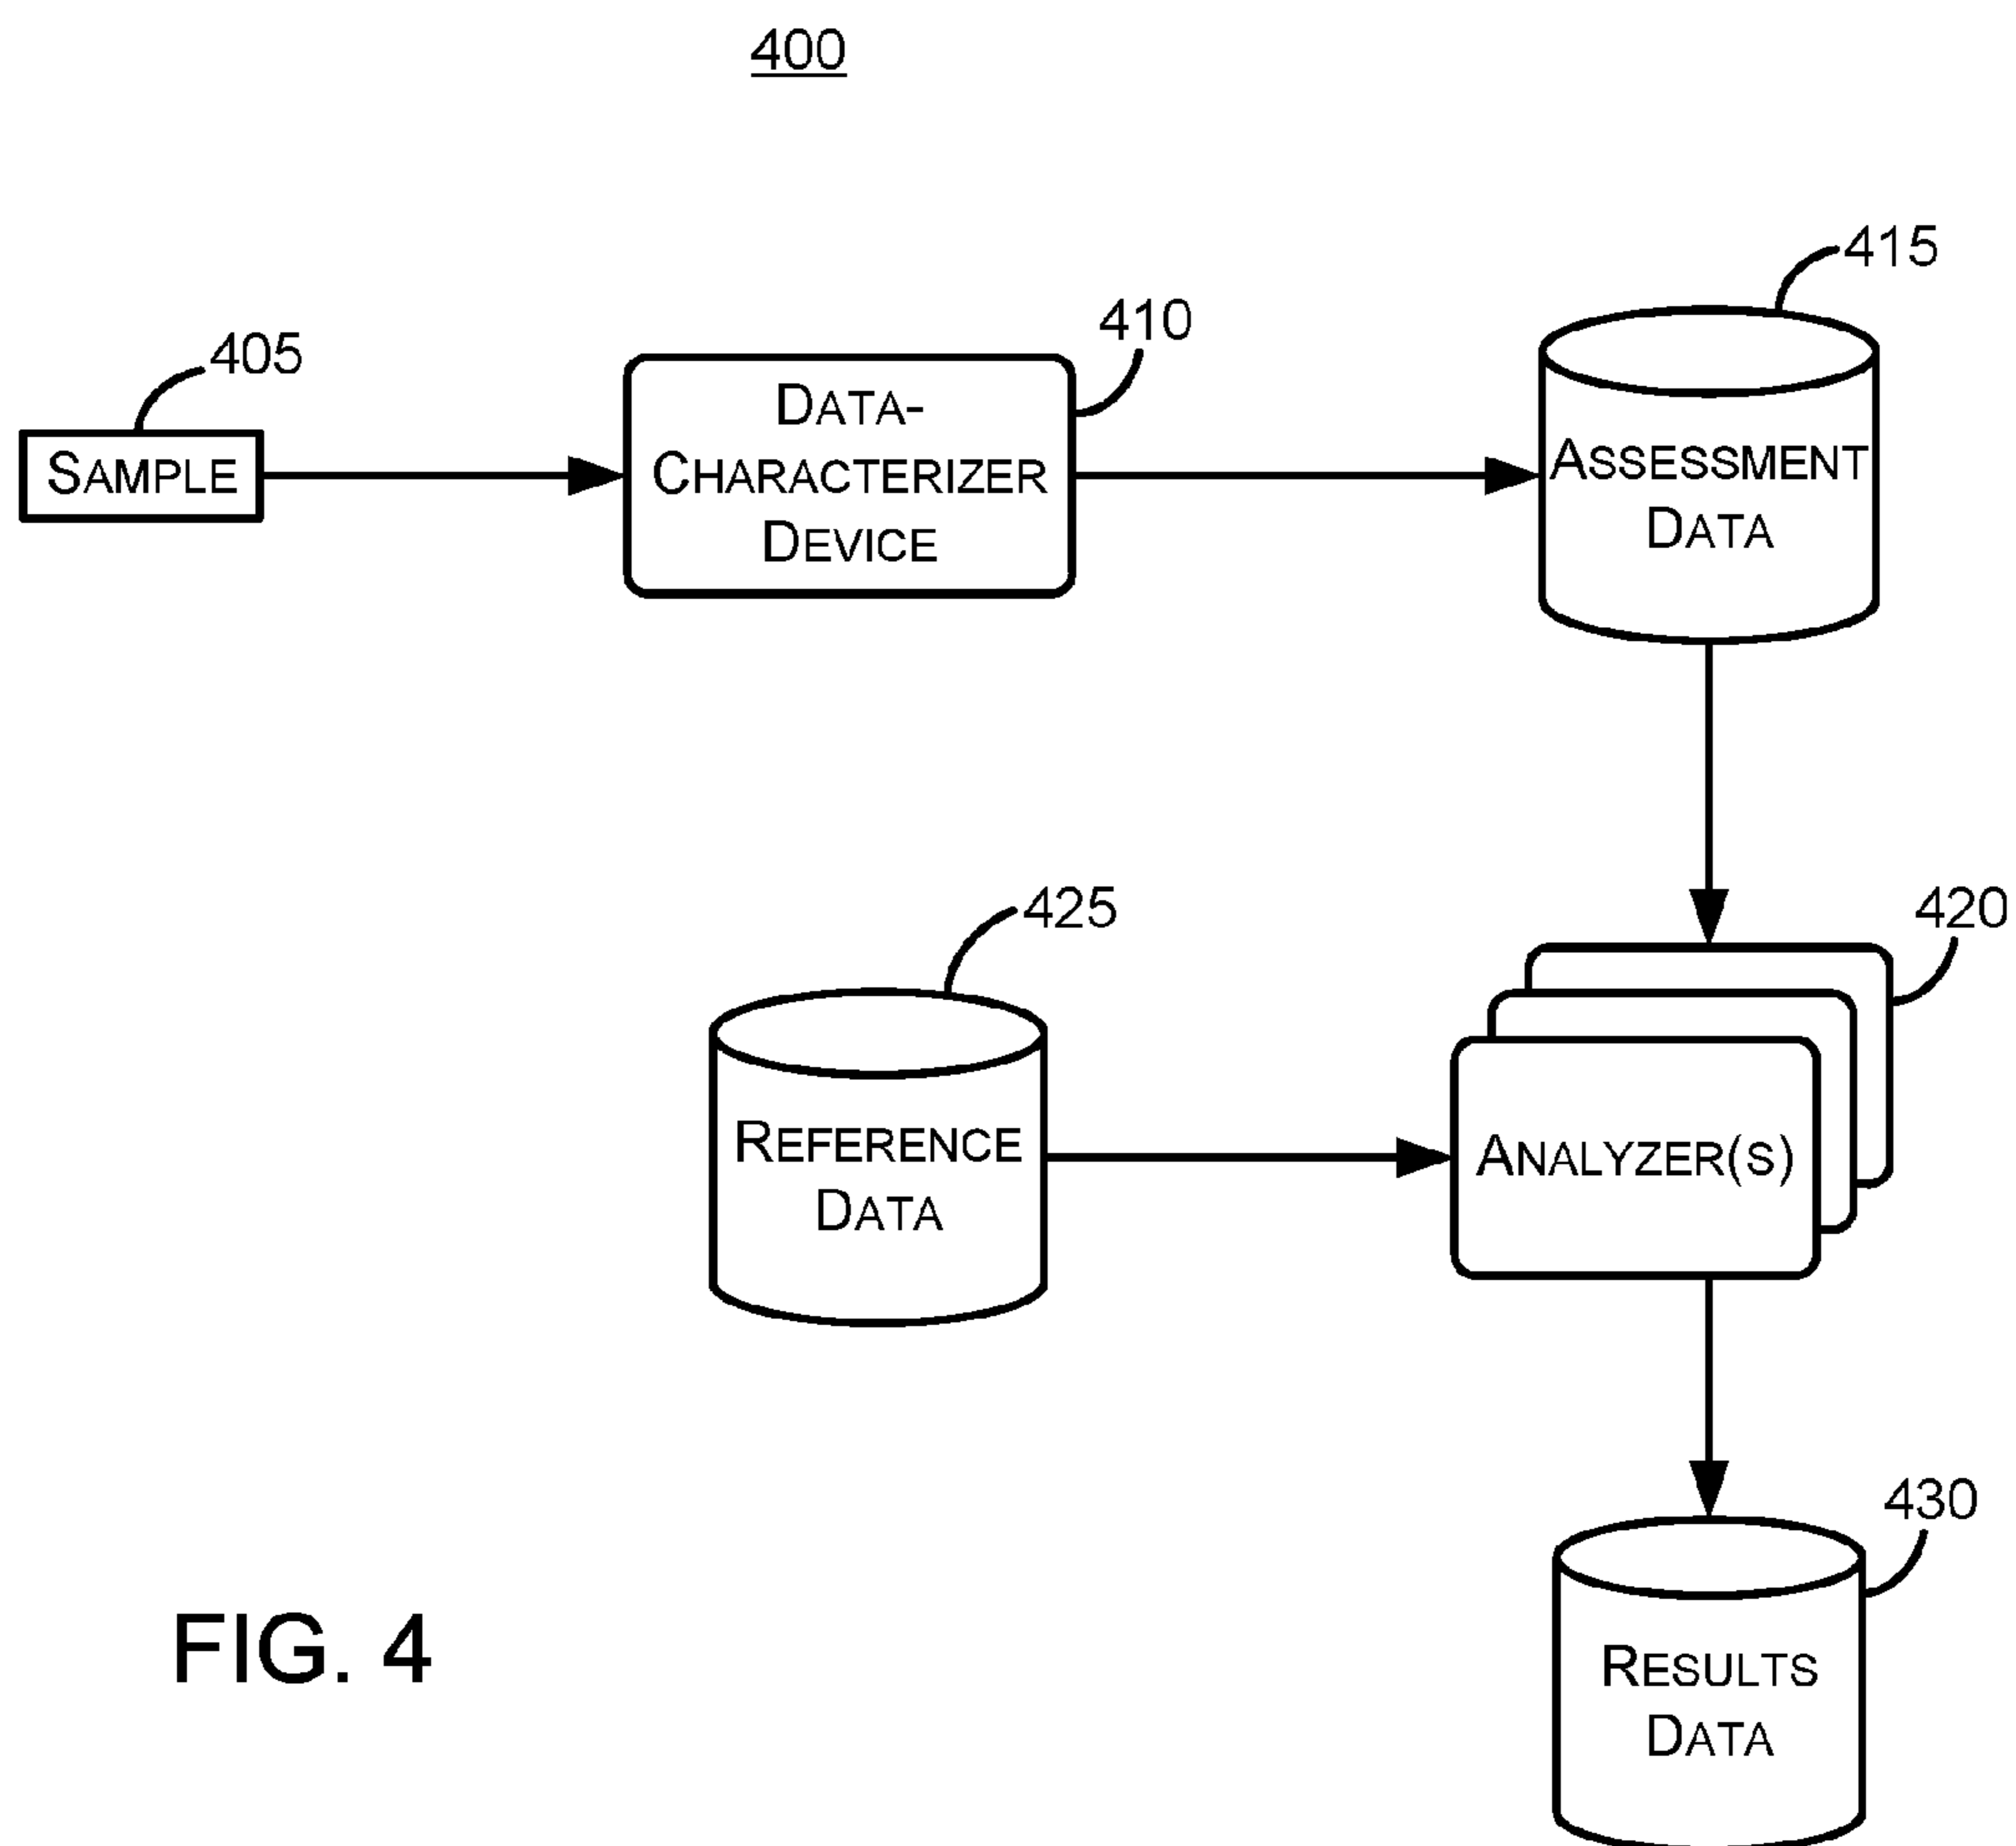 400
415
410
405
DATA-
CHARACTERIZER
DEVICE
SAMPLE
ASSESSMENT
DATA
425
420
REFERENCE
DATA
ANALYZER(S)
430
RESULTS
DATA
FIG. 4